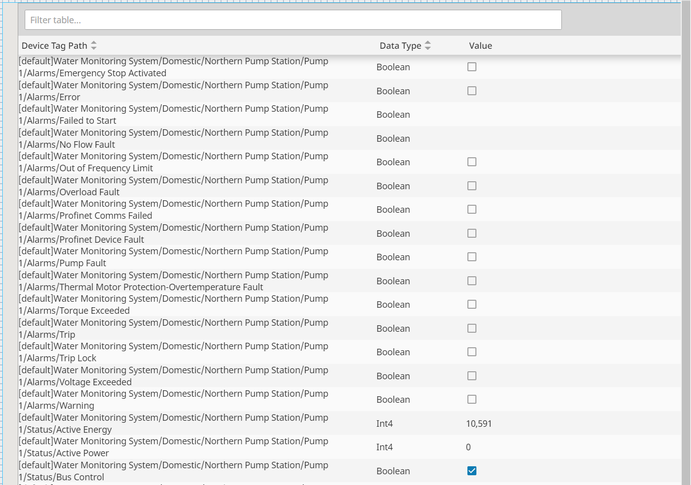 Filter table...
Device Tag Path Data Type Value
[default]Water Monitoring System/Domestic/Northern Pump Station/Pump
1/Alarms/Emergency Stop Activated Boolean
[default]Water Monitoring System/Domestic/Northern Pump Station/Pump
1/Alarms/Error Boolean
[default]Water Monitoring System/Domestic/Northern Pump Station/Pump
1/Alarms/Failed to Start Boolean
[default]Water Monitoring System/Domestic/Northern Pump Station/Pump
1/Alarms/No Flow Fault Boolean
[default]Water Monitoring System/Domestic/Northern Pump Station/Pump
1/Alarms/Out of Frequency Limit Boolean
[default]Water Monitoring System/Domestic/Northern Pump Station/Pump
1/Alarms/Overload Fault Boolean
[default]Water Monitoring System/Domestic/Northern Pump Station/Pump
1/Alarms/Profinet Comms Failed Boolean
[default]Water Monitoring System/Domestic/Northern Pump Station/Pump
1/Alarms/Profinet Device Fault Boolean
[default]Water Monitoring System/Domestic/Northern Pump Station/Pump
1/Alarms/Pump Fault Boolean
[default]Water Monitoring System/Domestic/Northern Pump Station/Pump
1/Alarms/Thermal Motor Protection-Overtemperature Fault Boolean
[default]Water Monitoring System/Domestic/Northern Pump Station/Pump
1/Alarms/Torque Exceeded Boolean
[default]Water Monitoring System/Domestic/Northern Pump Station/Pump
1/Alarms/Trip Boolean
[default]Water Monitoring System/Domestic/Northern Pump Station/Pump
1/Alarms/Trip Lock Boolean
[default]Water Monitoring System/Domestic/Northern Pump Station/Pump
1/Alarms/Voltage Exceeded Boolean
[default]Water Monitoring System/Domestic/Northern Pump Station/Pump
1/Alarms/Warning Boolean
[default]Water Monitoring System/Domestic/Northern Pump Station/Pump
1/Status/Active Energy Int4 10,591
[default]Water Monitoring System/Domestic/Northern Pump Station/Pump
1/Status/Active Power Int4 0
[default]Water Monitoring System/Domestic/Northern Pump Station/Pump
1/Status/Bus Control Boolean